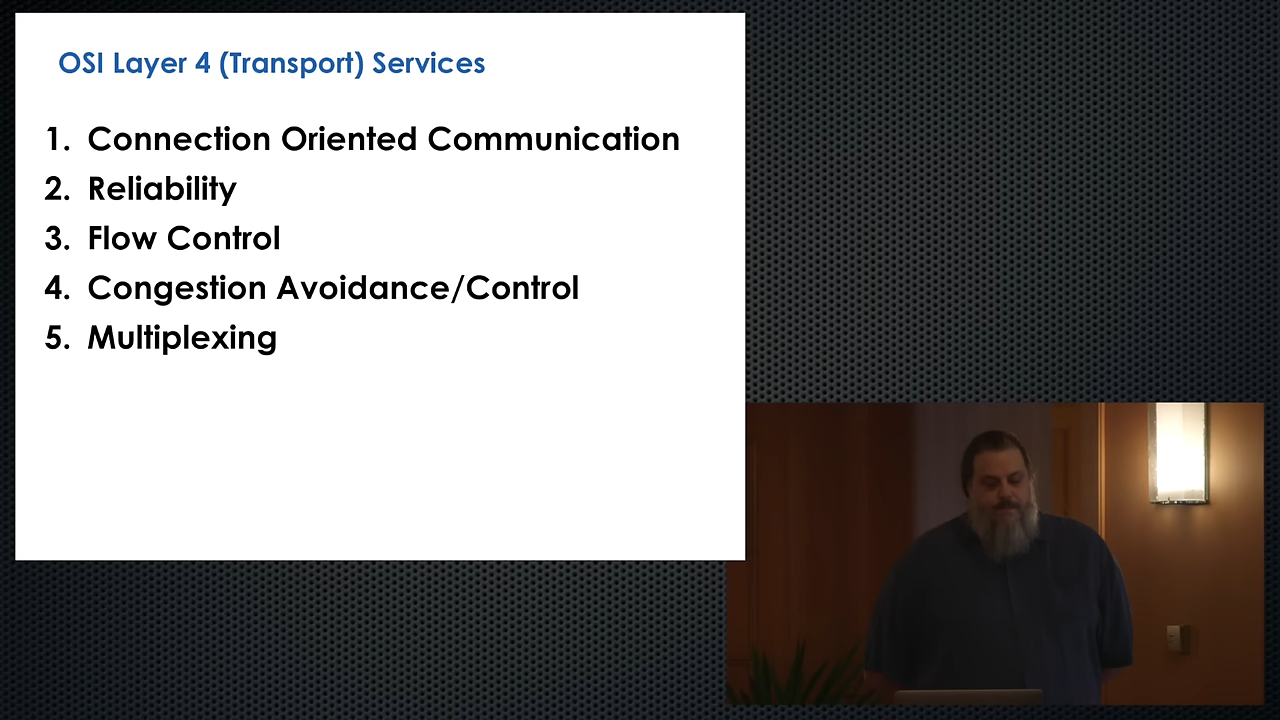 OSI Layer 4 (Transport) Services
1. Connection Oriented Communication
2. Reliability
3. Flow Control
4. Congestion Avoidance/Control
5. Multiplexing